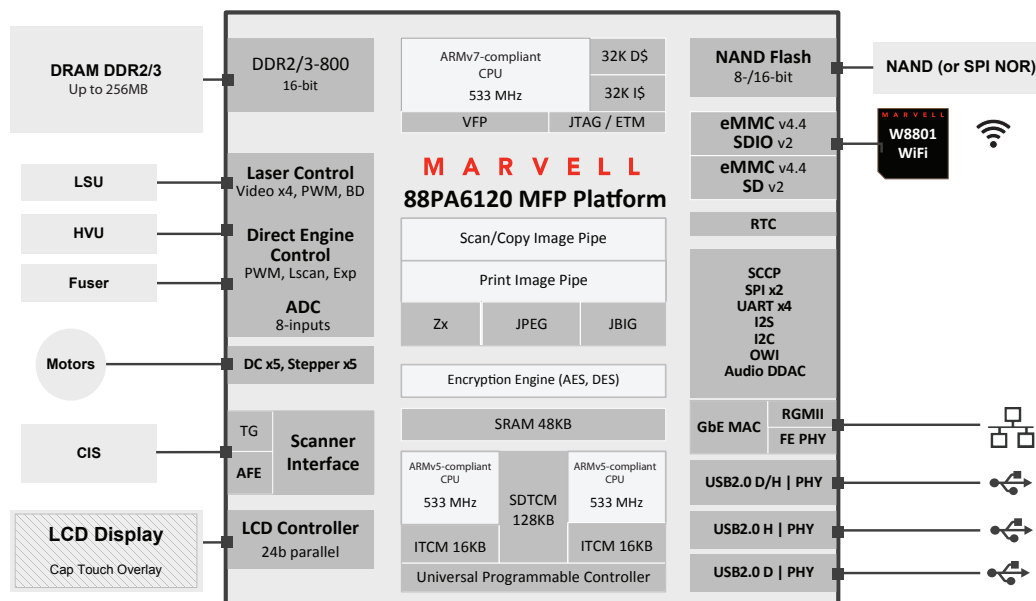 DRAM DDR2/3
Up to 256MB
LSU
HVU
Fuser
Motors
CIS
LCD Display
Cap Touch Overlay
DDR2/3-800
16-bit
Laser Control
Video x4, PWM, BD
Direct Engine
Control
PWM, Lscan, Exp
ADC
8-inputs
DC x5, Stepper x5
TG
AFE
Scanner
Interface
LCD Controller
24b parallel
ARMv7-compliant
CPU
533 MHz
32K D$
32K I$
VFP
JTAG / ETM
MARVELL
88PA6120 MFP Platform
Scan/Copy Image Pipe
Print Image Pipe
Zx
JPEG
JBIG
Encryption Engine (AES, DES)
SRAM 48KB
ARMv5-compliant
CPU
533 MHz
ITCM 16KB
SDTCM
128KB
ARMv5-compliant
CPU
533 MHz
ITCM 16KB
Universal Programmable Controller
NAND Flash
8-/16-bit
eMMC v4.4
SDIO v2
eMMC v4.4
SD v2
RTC
SCCP
SPI x2
UART x4
I2S
I2C
OWI
Audio DDAC
GbE MAC
RGMII
FE PHY
USB2.0 D/H | PHY
USB2.0 H | PHY
USB2.0 D | PHY
NAND (or SPI NOR)
MARVELL
W8801
WiFi